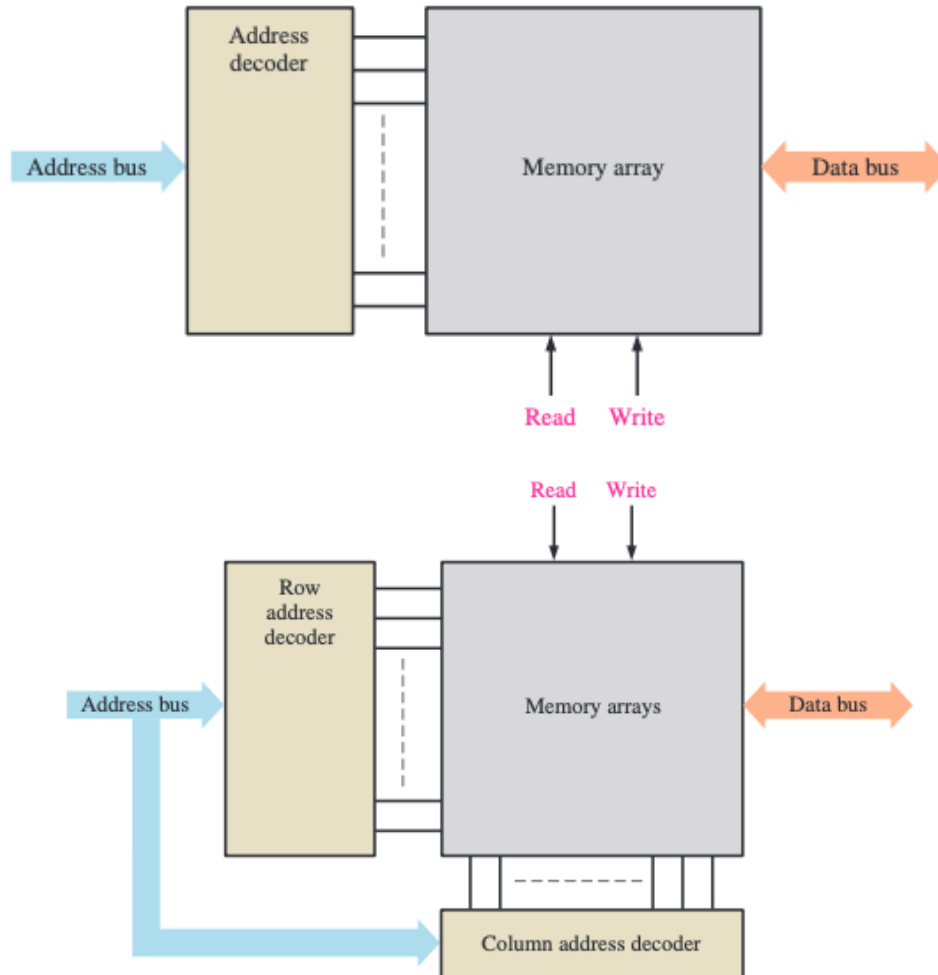 Address
decoder
Address bus
Memory array
Data bus
Read
Write
Read
Write
Row
address
decoder
Address bus
Memory arrays
Data bus
Column address decoder